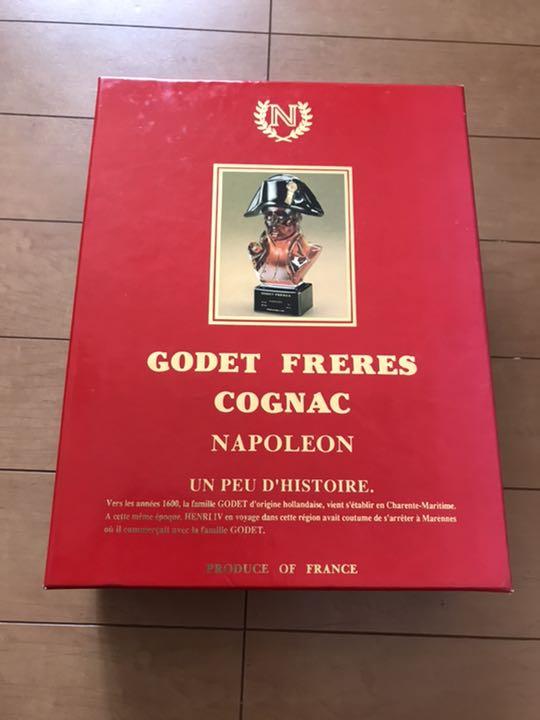 N
GODET FRERES
GODET FRERES
COGNAC
NAPOLEON
UN PEU D'HISTOIRE.
Vers les années 1600, la famille GODET d'origine hollandaise, vient s'établir en Charente-Maritime.
A cette même époque, HENRI IV en voyage dans cette région avait coutume de s'arrêter à Marennes
où il commerçait avec la famille GODET.
PRODUCE OF FRANCE